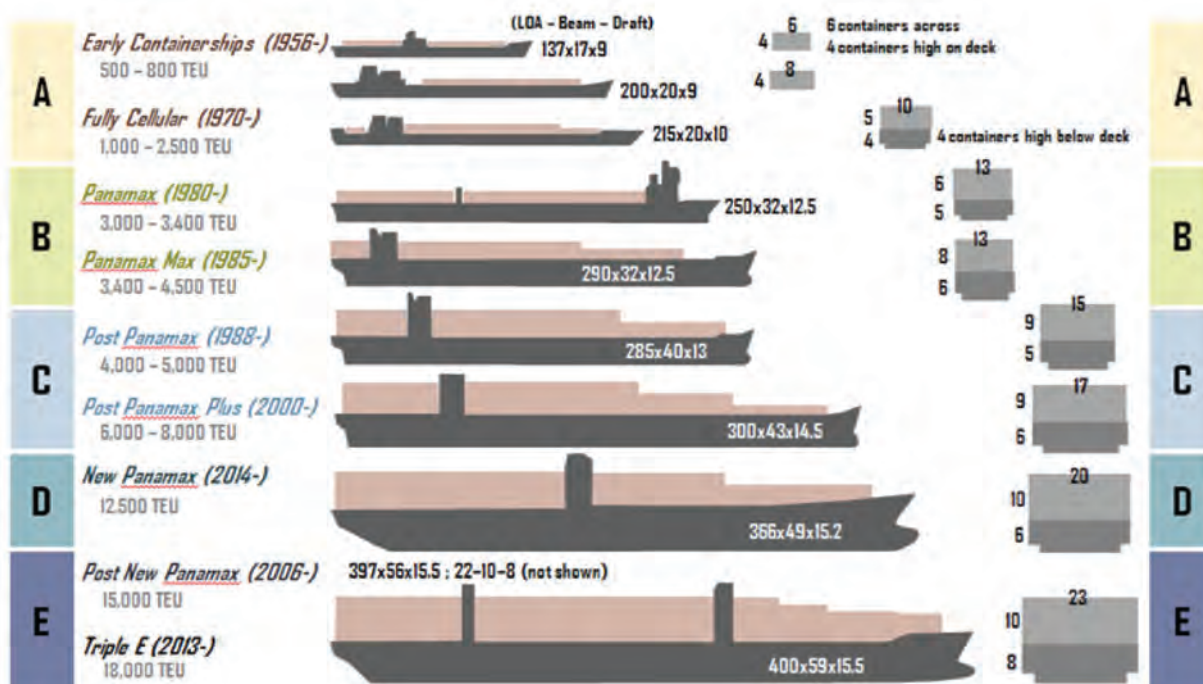 (LOA – Beam – Draft)
A
Early Containerships (1956-)
500 – 800 TEU
137x17x9
6
4
6 containers across
4 containers high on deck
200x20x9
8
4
Fully Cellular (1970-)
1.000 – 2.500 TEU
215x20x10
10
5
4
4 containers high below deck
A
B
Panamax (1980-)
3.000 – 3.400 TEU
250x32x12.5
13
6
5
Panamax Max (1985-)
3,400 – 4,500 TEU
290x32x12.5
13
8
6
B
C
Post Panamax (1988-)
4,000 – 5,000 TEU
285x40x13
15
9
5
Post Panamax Plus (2000-)
6,000 – 8,000 TEU
300x43x14.5
17
9
6
C
D
New Panamax (2014-)
12.500 TEU
366x49x15.2
20
10
6
D
E
Post New Panamax (2006-)
15,000 TEU
397x56x15.5 ; 22-10-8 (not shown)
Triple E (2013-)
18,000 TEU
400x59x15.5
23
10
8
E